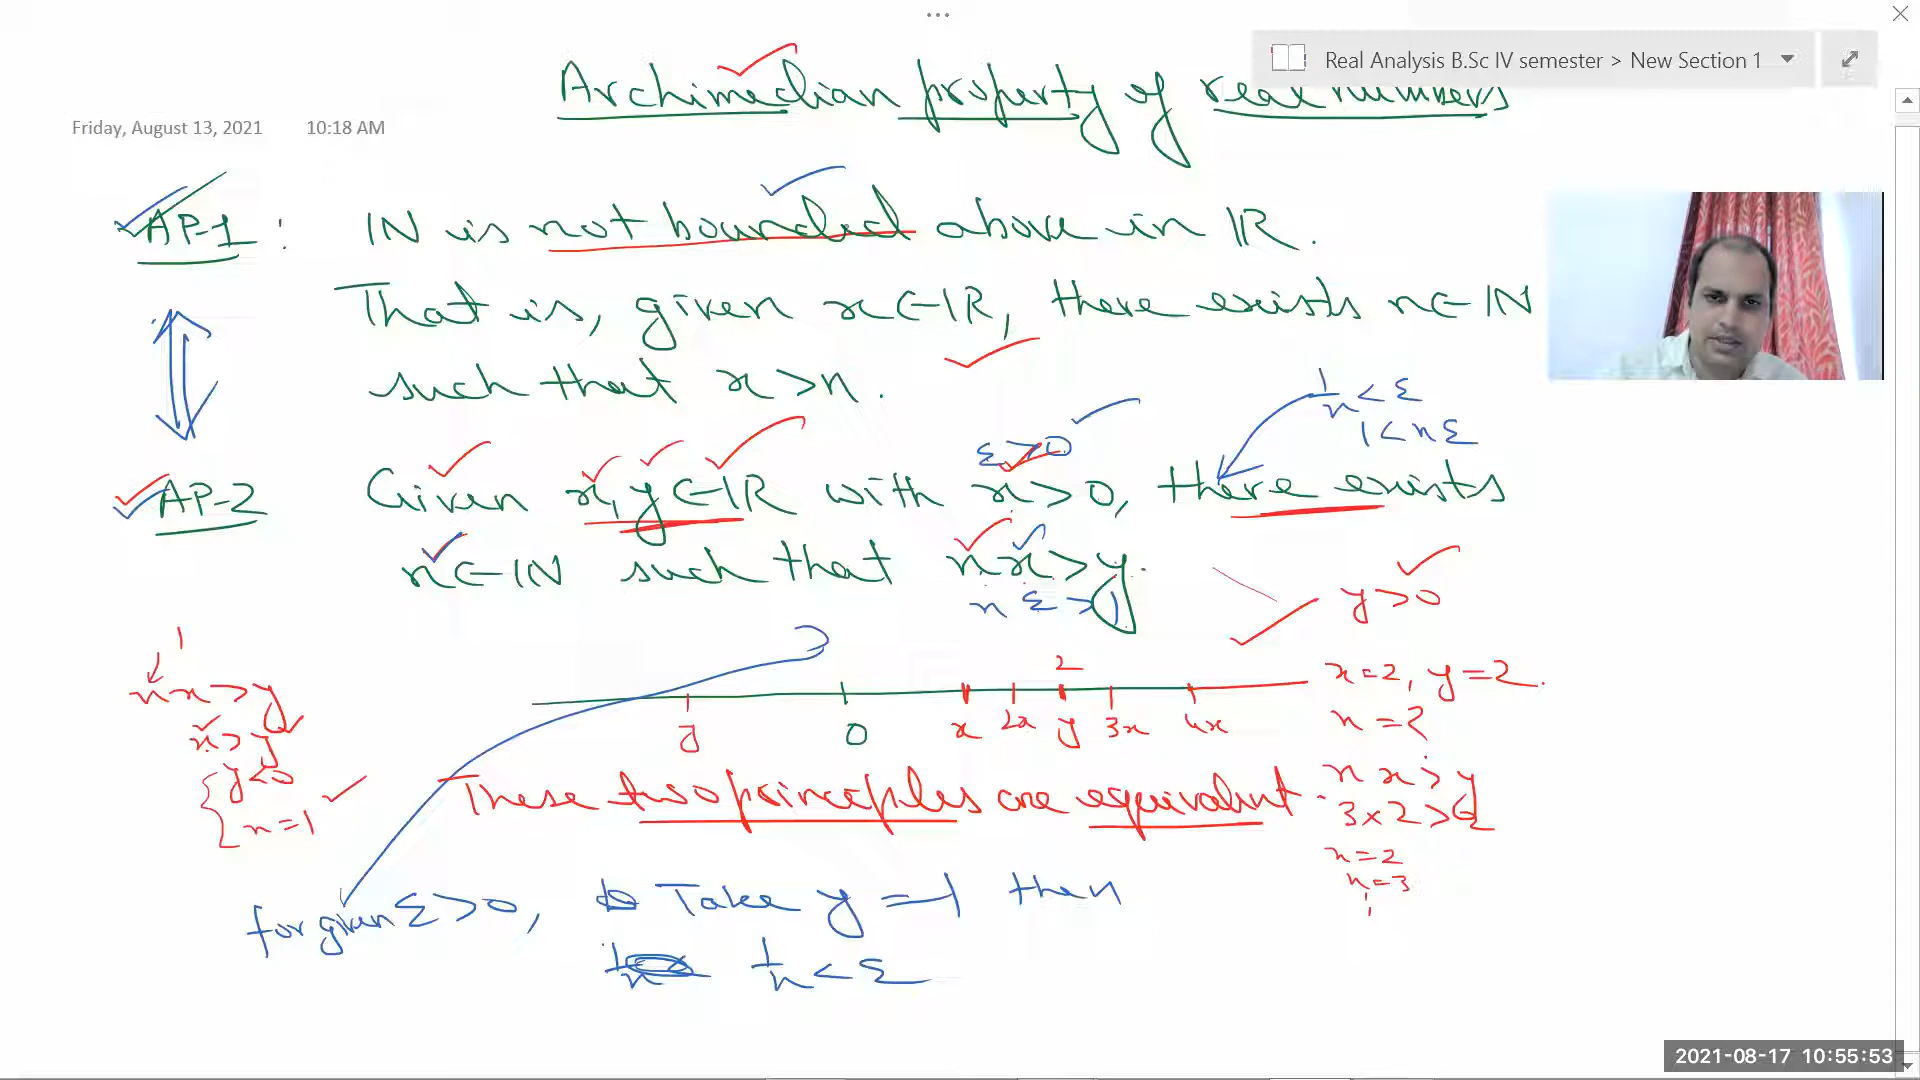 Real Analysis B.Sc IV semester > New Section 1
Archimedian property of real numbers
Friday, August 13, 2021 10:18 AM
AP-1 : IN is not bounded above in IR.
That is, given x∈IR, there exists n∈IN
such that x>n.
1/n < ε
1 < nε
ε>0
AP-2 Given x,y∈IR with x>0, there exists
n∈IN such that nx>y.
nε>1
y>0
1
nx>y
x>y
y<0
n=1
2
y 0 x 2x y 3x 4x
x=2, y=2.
n=2
nx>y
3×2>
n=2
n=3
These two principles are equivalent.
for given ε>0, Take y=1 then
1/n < ε
2021-08-17 10:55:53